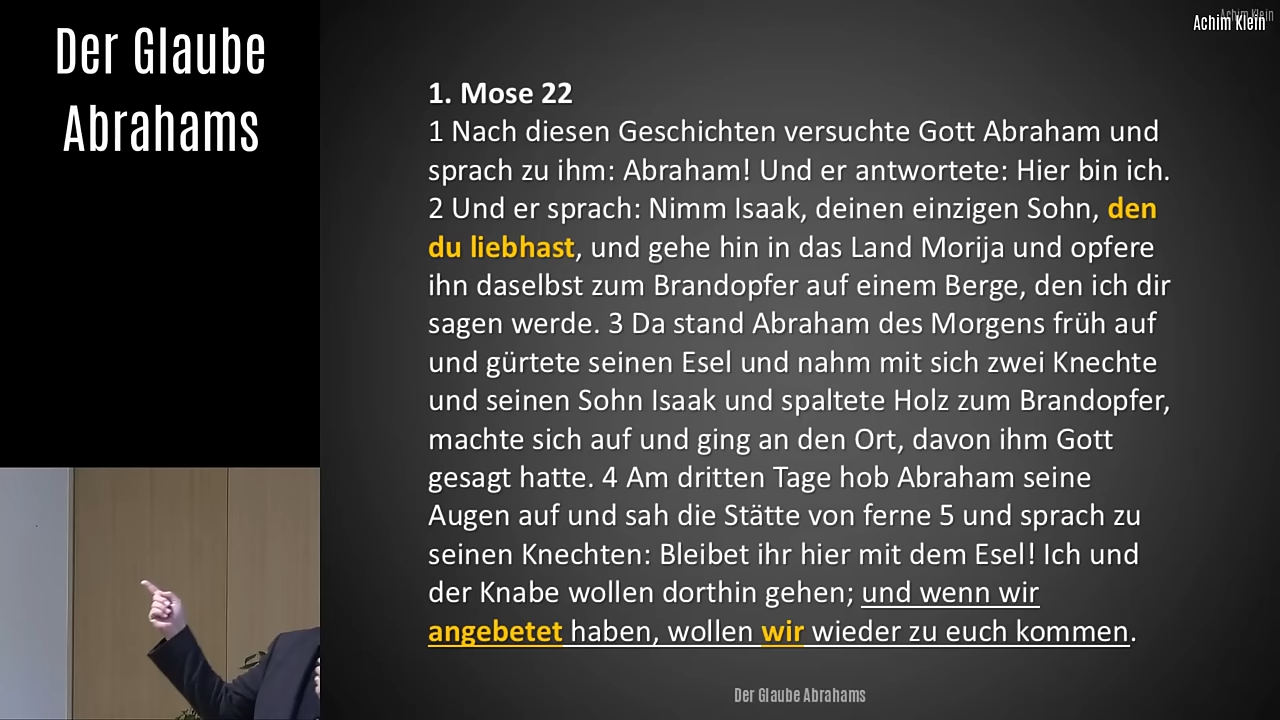 Der Glaube
Abrahams
Achim Klein
Achim Klein
1. Mose 22
1 Nach diesen Geschichten versuchte Gott Abraham und
sprach zu ihm: Abraham! Und er antwortete: Hier bin ich.
2 Und er sprach: Nimm Isaak, deinen einzigen Sohn, den
du liebhast, und gehe hin in das Land Morija und opfere
ihn daselbst zum Brandopfer auf einem Berge, den ich dir
sagen werde. 3 Da stand Abraham des Morgens früh auf
und gürtete seinen Esel und nahm mit sich zwei Knechte
und seinen Sohn Isaak und spaltete Holz zum Brandopfer,
machte sich auf und ging an den Ort, davon ihm Gott
gesagt hatte. 4 Am dritten Tage hob Abraham seine
Augen auf und sah die Stätte von ferne 5 und sprach zu
seinen Knechten: Bleibet ihr hier mit dem Esel! Ich und
der Knabe wollen dorthin gehen; und wenn wir
angebetet haben, wollen wir wieder zu euch kommen.
Der Glaube Abrahams